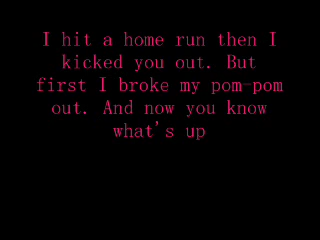 I hit a home run then I
kicked you out. But
first I broke my pom-pom
out. And now you know
what's up